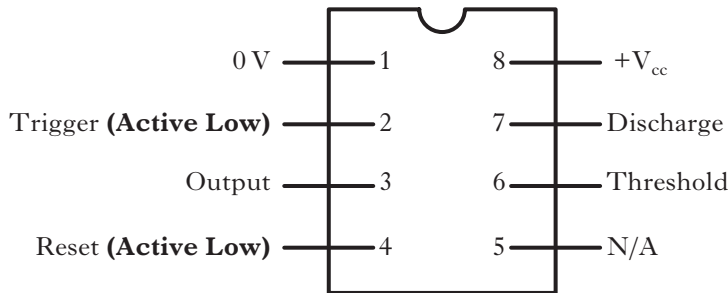 0 V 1 8 +Vcc
Trigger (Active Low) 2 7 Discharge
Output 3 6 Threshold
Reset (Active Low) 4 5 N/A